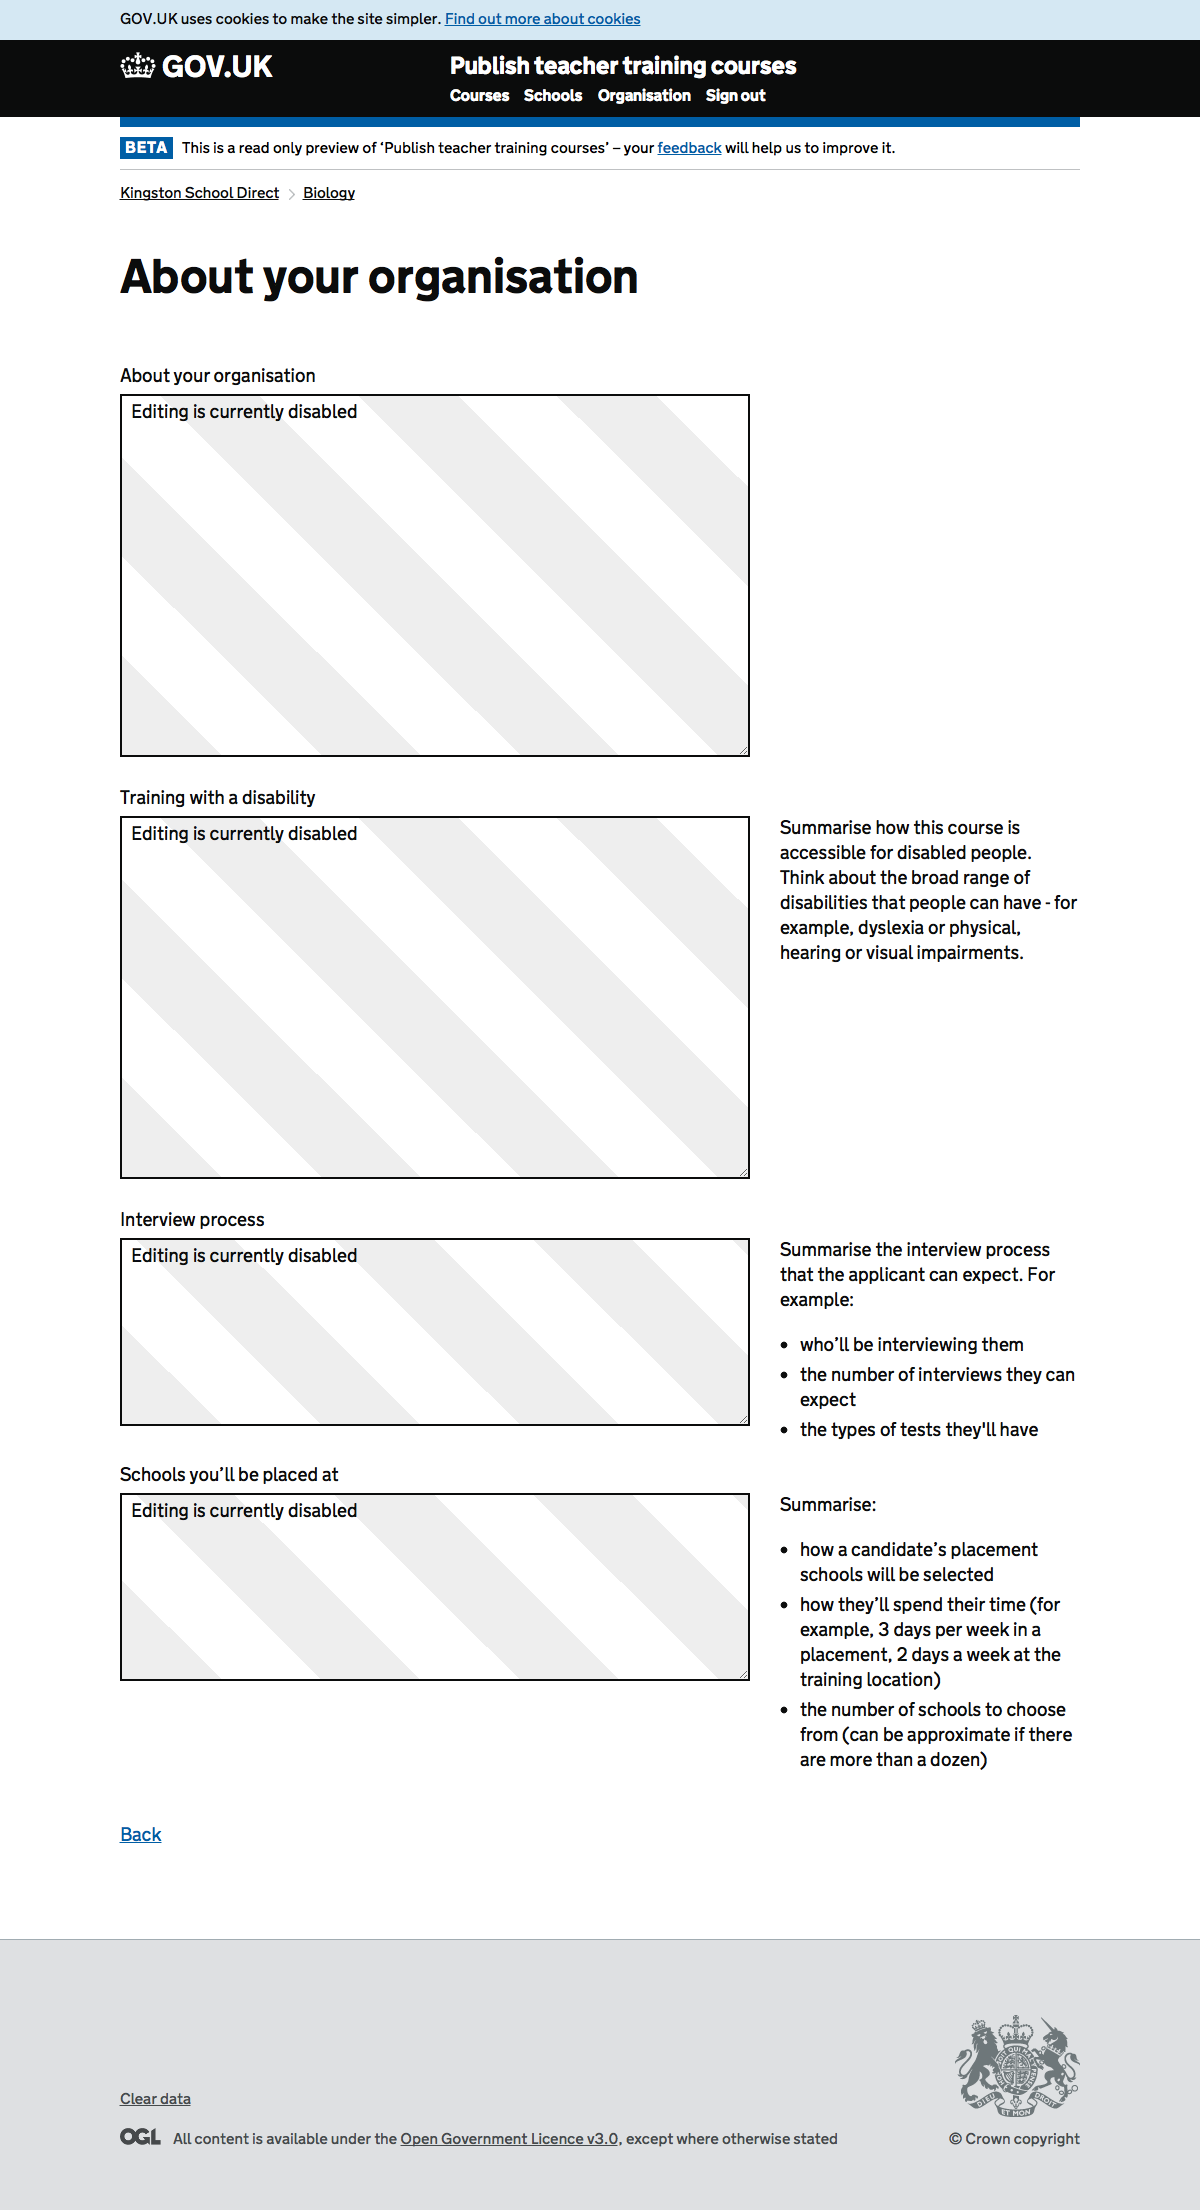 GOV.UK uses cookies to make the site simpler. Find out more about cookies
GOV.UK
Publish teacher training courses
Courses Schools Organisation Sign out
BETA This is a read only preview of ‘Publish teacher training courses’ – your feedback will help us to improve it.
Kingston School Direct Biology
About your organisation
About your organisation
Editing is currently disabled
Training with a disability
Editing is currently disabled
Summarise how this course is
accessible for disabled people.
Think about the broad range of
disabilities that people can have - for
example, dyslexia or physical,
hearing or visual impairments.
Interview process
Editing is currently disabled
Summarise the interview process
that the applicant can expect. For
example:
• who’ll be interviewing them
• the number of interviews they can
expect
• the types of tests they'll have
Schools you’ll be placed at
Editing is currently disabled
Summarise:
• how a candidate’s placement
schools will be selected
• how they’ll spend their time (for
example, 3 days per week in a
placement, 2 days a week at the
training location)
• the number of schools to choose
from (can be approximate if there
are more than a dozen)
Back
Clear data
OGL All content is available under the Open Government Licence v3.0, except where otherwise stated
DIEU ET MON DROIT
© Crown copyright